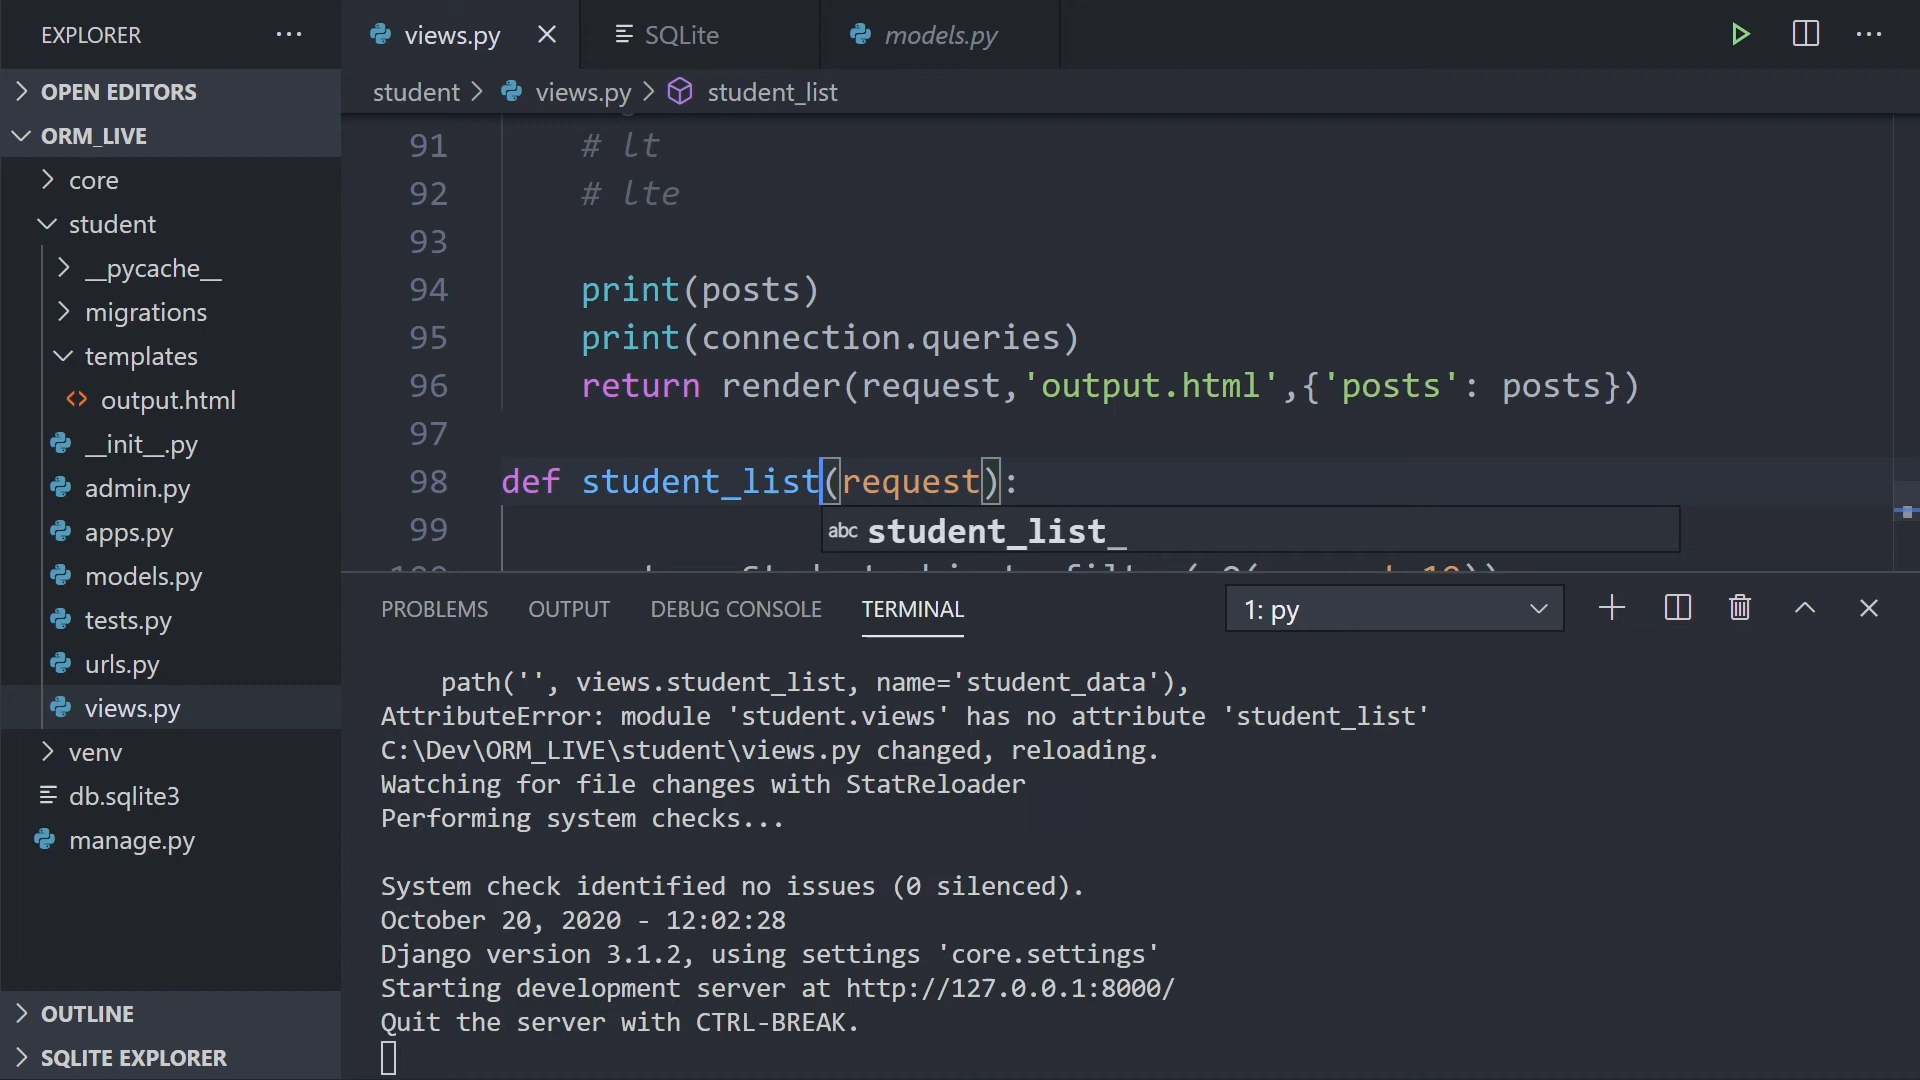 EXPLORER
OPEN EDITORS
ORM_LIVE
core
student
__pycache__
migrations
templates
<> output.html
__init__.py
admin.py
apps.py
models.py
tests.py
urls.py
views.py
venv
db.sqlite3
manage.py
OUTLINE
SQLITE EXPLORER
views.py
SQLite
models.py
student > views.py > student_list
91 # lt
92 # lte
93
94 print(posts)
95 print(connection.queries)
96 return render(request,'output.html',{'posts': posts})
97
98 def student_list(request):
99
abc student_list_
PROBLEMS OUTPUT DEBUG CONSOLE TERMINAL 1: py
path('', views.student_list, name='student_data'),
AttributeError: module 'student.views' has no attribute 'student_list'
C:\Dev\ORM_LIVE\student\views.py changed, reloading.
Watching for file changes with StatReloader
Performing system checks...
System check identified no issues (0 silenced).
October 20, 2020 - 12:02:28
Django version 3.1.2, using settings 'core.settings'
Starting development server at http://127.0.0.1:8000/
Quit the server with CTRL-BREAK.